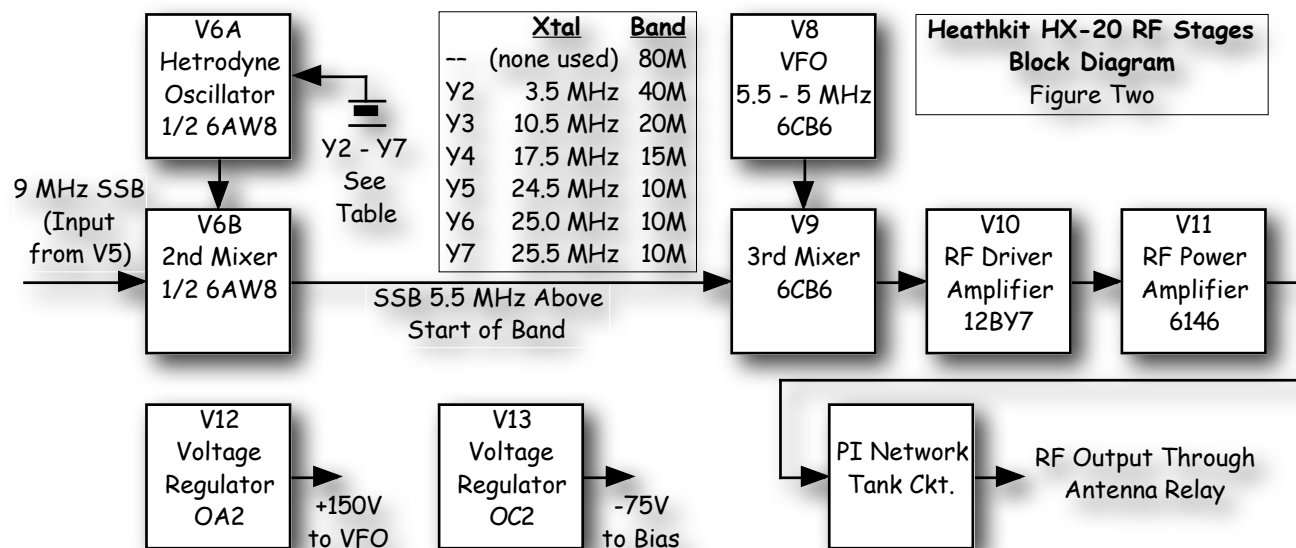 V6A
Hetrodyne
Oscillator
1/2 6AW8
Y2 - Y7
See
Table
Xtal Band
-- (none used) 80M
Y2 3.5 MHz 40M
Y3 10.5 MHz 20M
Y4 17.5 MHz 15M
Y5 24.5 MHz 10M
Y6 25.0 MHz 10M
Y7 25.5 MHz 10M
V8
VFO
5.5 - 5 MHz
6CB6
Heathkit HX-20 RF Stages
Block Diagram
Figure Two
9 MHz SSB
(Input
from V5)
V6B
2nd Mixer
1/2 6AW8
SSB 5.5 MHz Above
Start of Band
V9
3rd Mixer
6CB6
V10
RF Driver
Amplifier
12BY7
V11
RF Power
Amplifier
6146
V12
Voltage
Regulator
OA2
+150V
to VFO
V13
Voltage
Regulator
OC2
-75V
to Bias
PI Network
Tank Ckt.
RF Output Through
Antenna Relay